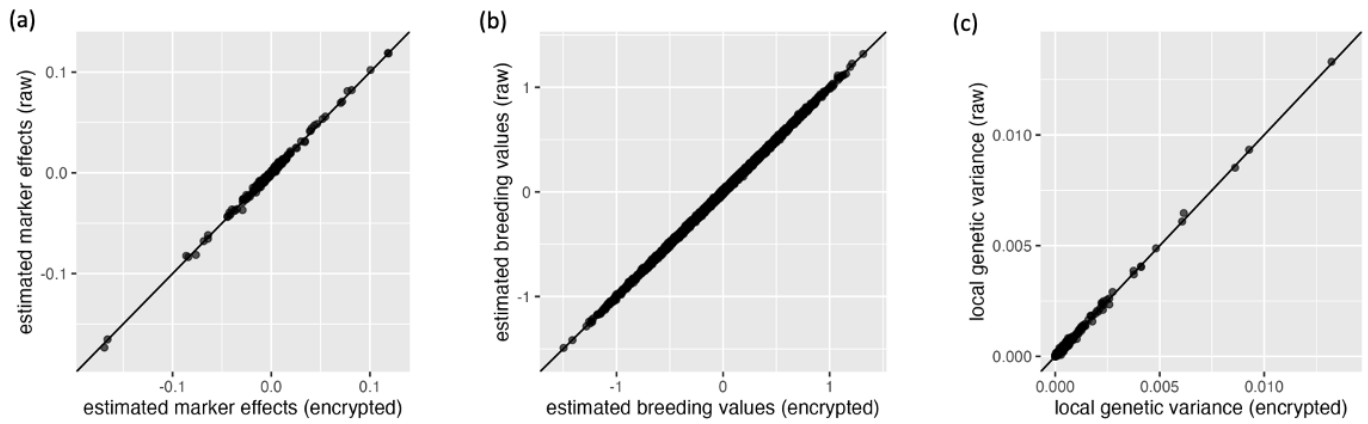 (a)
estimated marker effects (raw)
0.1
0.0
-0.1
-0.1
0.0
0.1
estimated marker effects (encrypted)
(b)
estimated breeding values (raw)
1
0
-1
-1
0
1
estimated breeding values (encrypted)
(c)
local genetic variance (raw)
0.010
0.005
0.000
0.000
0.005
0.010
local genetic variance (encrypted)